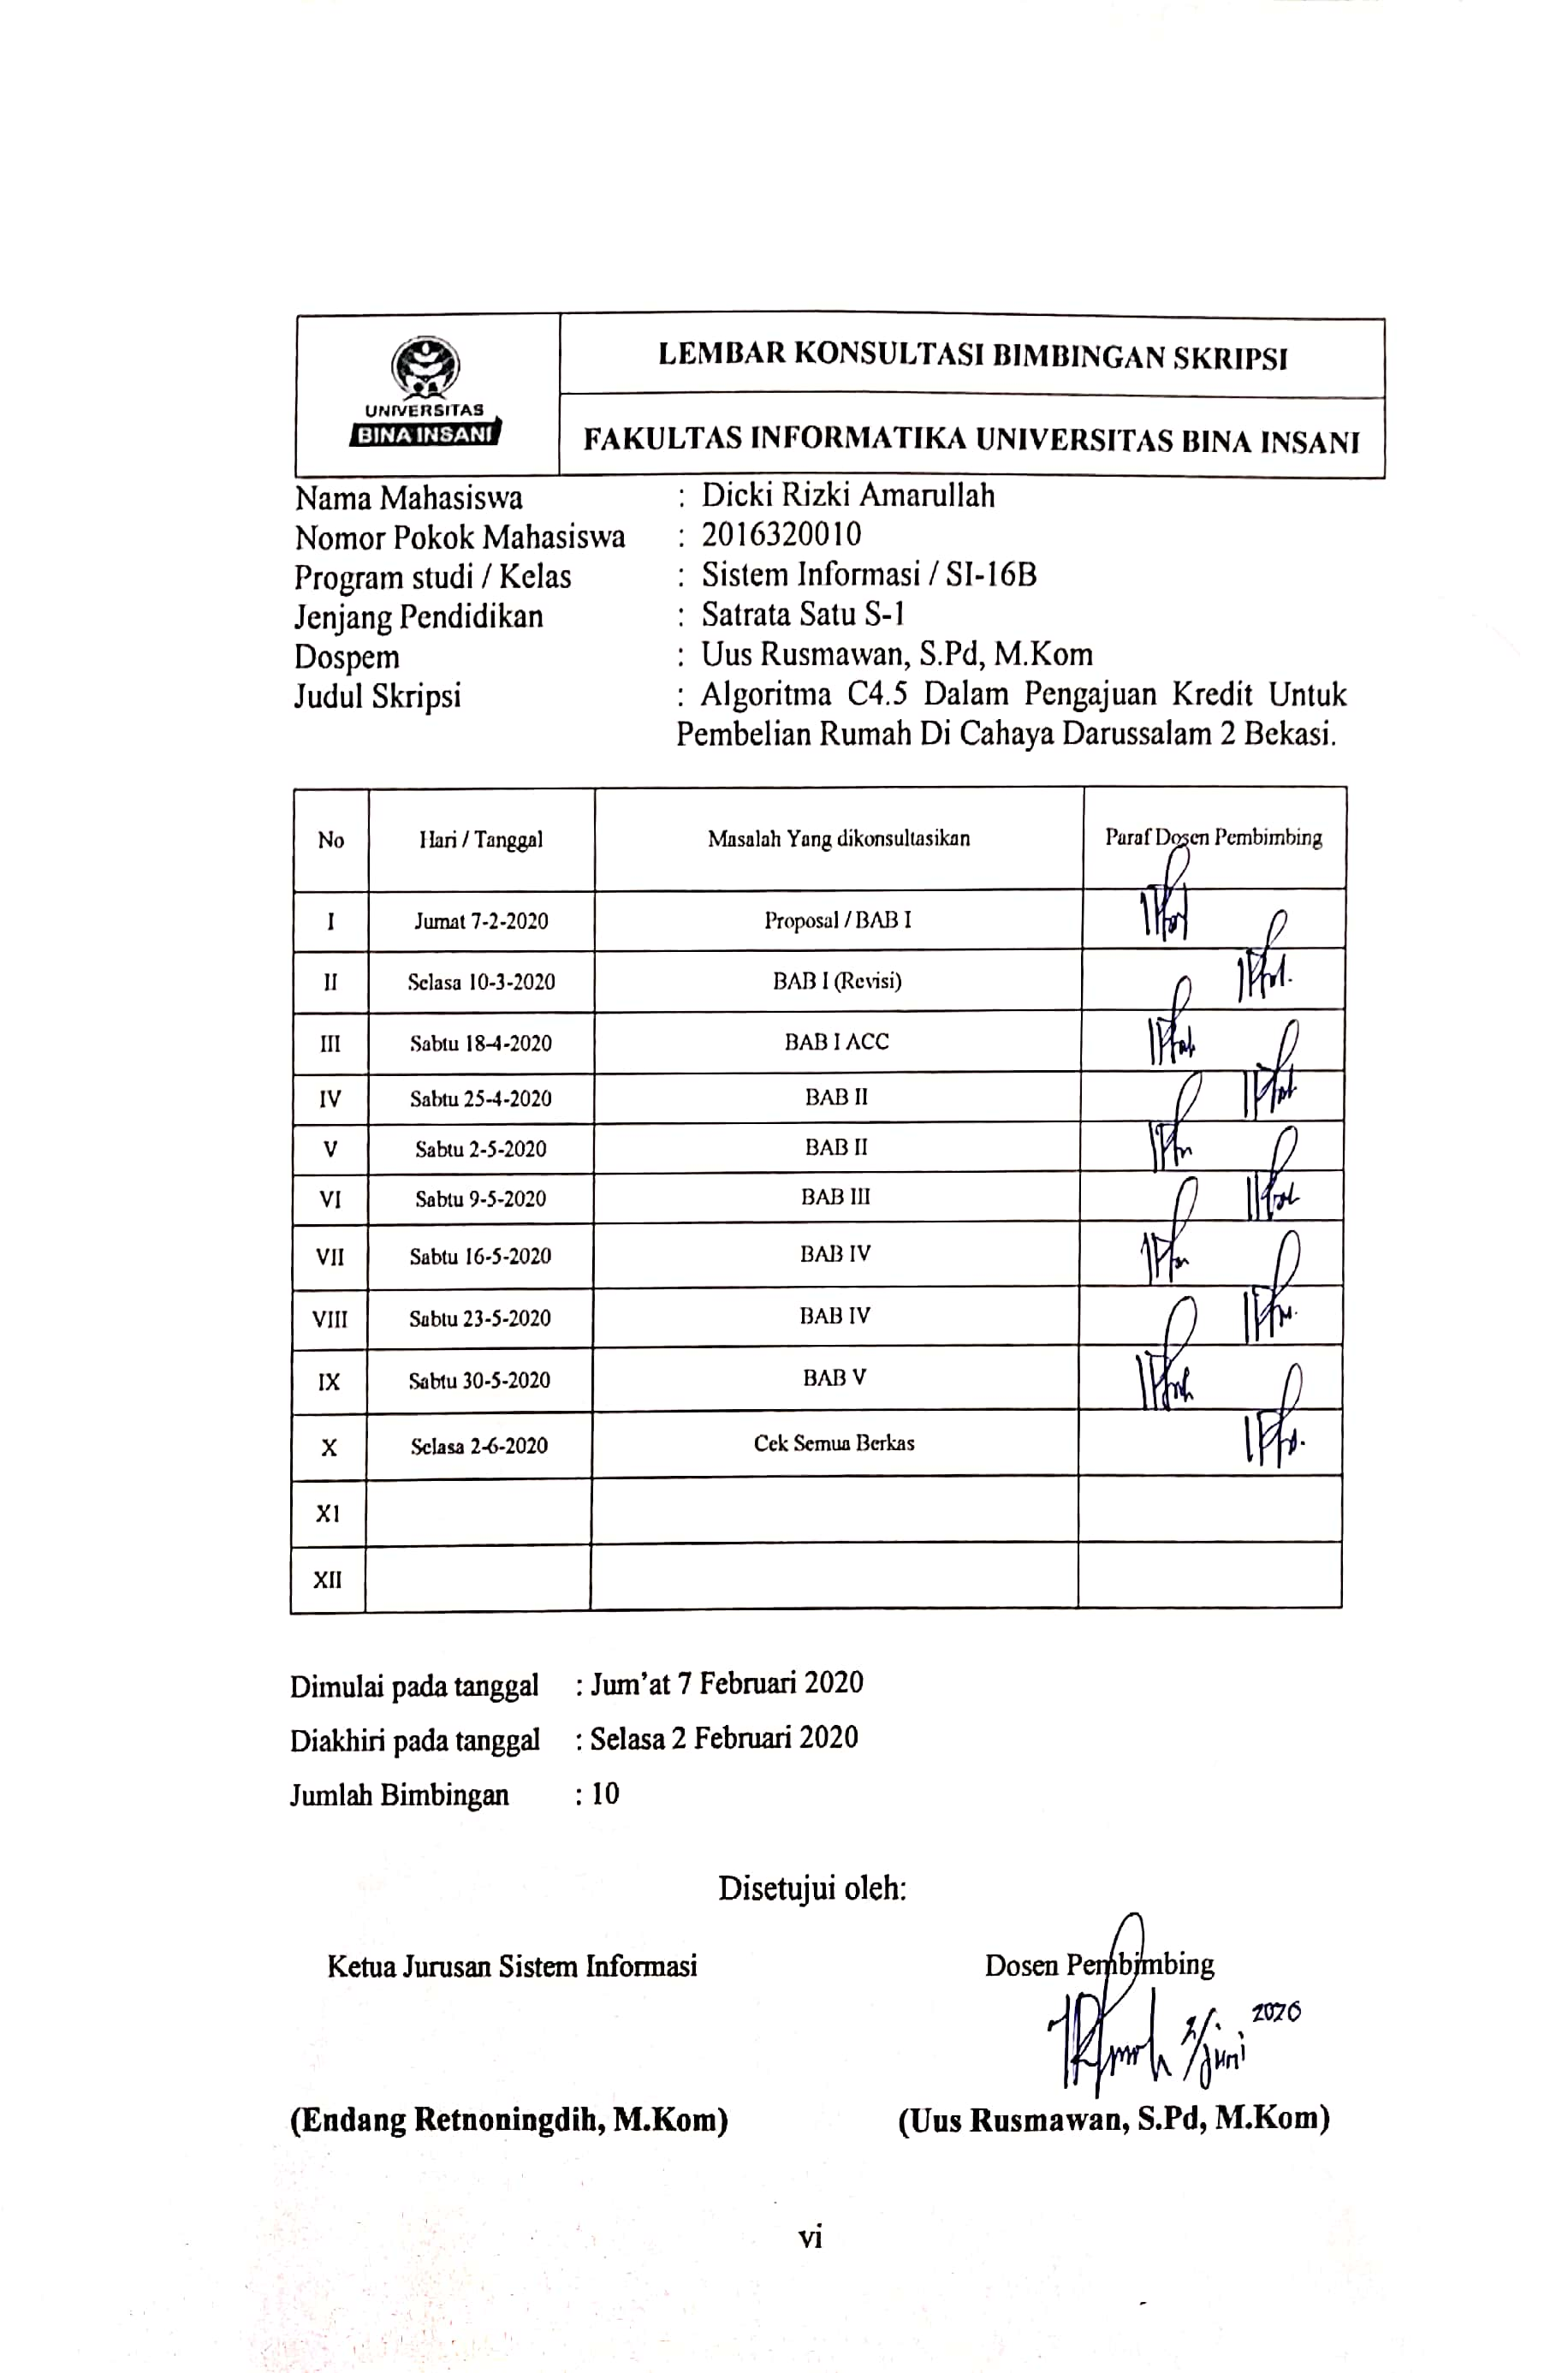 UNIVERSITAS
BINA INSANI
LEMBAR KONSULTASI BIMBINGAN SKRIPSI
FAKULTAS INFORMATIKA UNIVERSITAS BINA INSANI
Nama Mahasiswa : Dicki Rizki Amarullah
Nomor Pokok Mahasiswa : 2016320010
Program studi / Kelas : Sistem Informasi / SI-16B
Jenjang Pendidikan : Satrata Satu S-1
Dospem : Uus Rusmawan, S.Pd, M.Kom
Judul Skripsi : Algoritma C4.5 Dalam Pengajuan Kredit Untuk
Pembelian Rumah Di Cahaya Darussalam 2 Bekasi.
No Hari / Tanggal Masalah Yang dikonsultasikan Paraf Dosen Pembimbing
I Jumat 7-2-2020 Proposal / BAB I
II Selasa 10-3-2020 BAB I (Revisi)
III Sabtu 18-4-2020 BAB I ACC
IV Sabtu 25-4-2020 BAB II
V Sabtu 2-5-2020 BAB II
VI Sabtu 9-5-2020 BAB III
VII Sabtu 16-5-2020 BAB IV
VIII Sabtu 23-5-2020 BAB IV
IX Sabtu 30-5-2020 BAB V
X Selasa 2-6-2020 Cek Semua Berkas
XI
XII
Dimulai pada tanggal : Jum'at 7 Februari 2020
Diakhiri pada tanggal : Selasa 2 Februari 2020
Jumlah Bimbingan : 10
Disetujui oleh:
Ketua Jurusan Sistem Informasi Dosen Pembimbing
2/juni 2020
(Endang Retnoningdih, M.Kom) (Uus Rusmawan, S.Pd, M.Kom)
vi